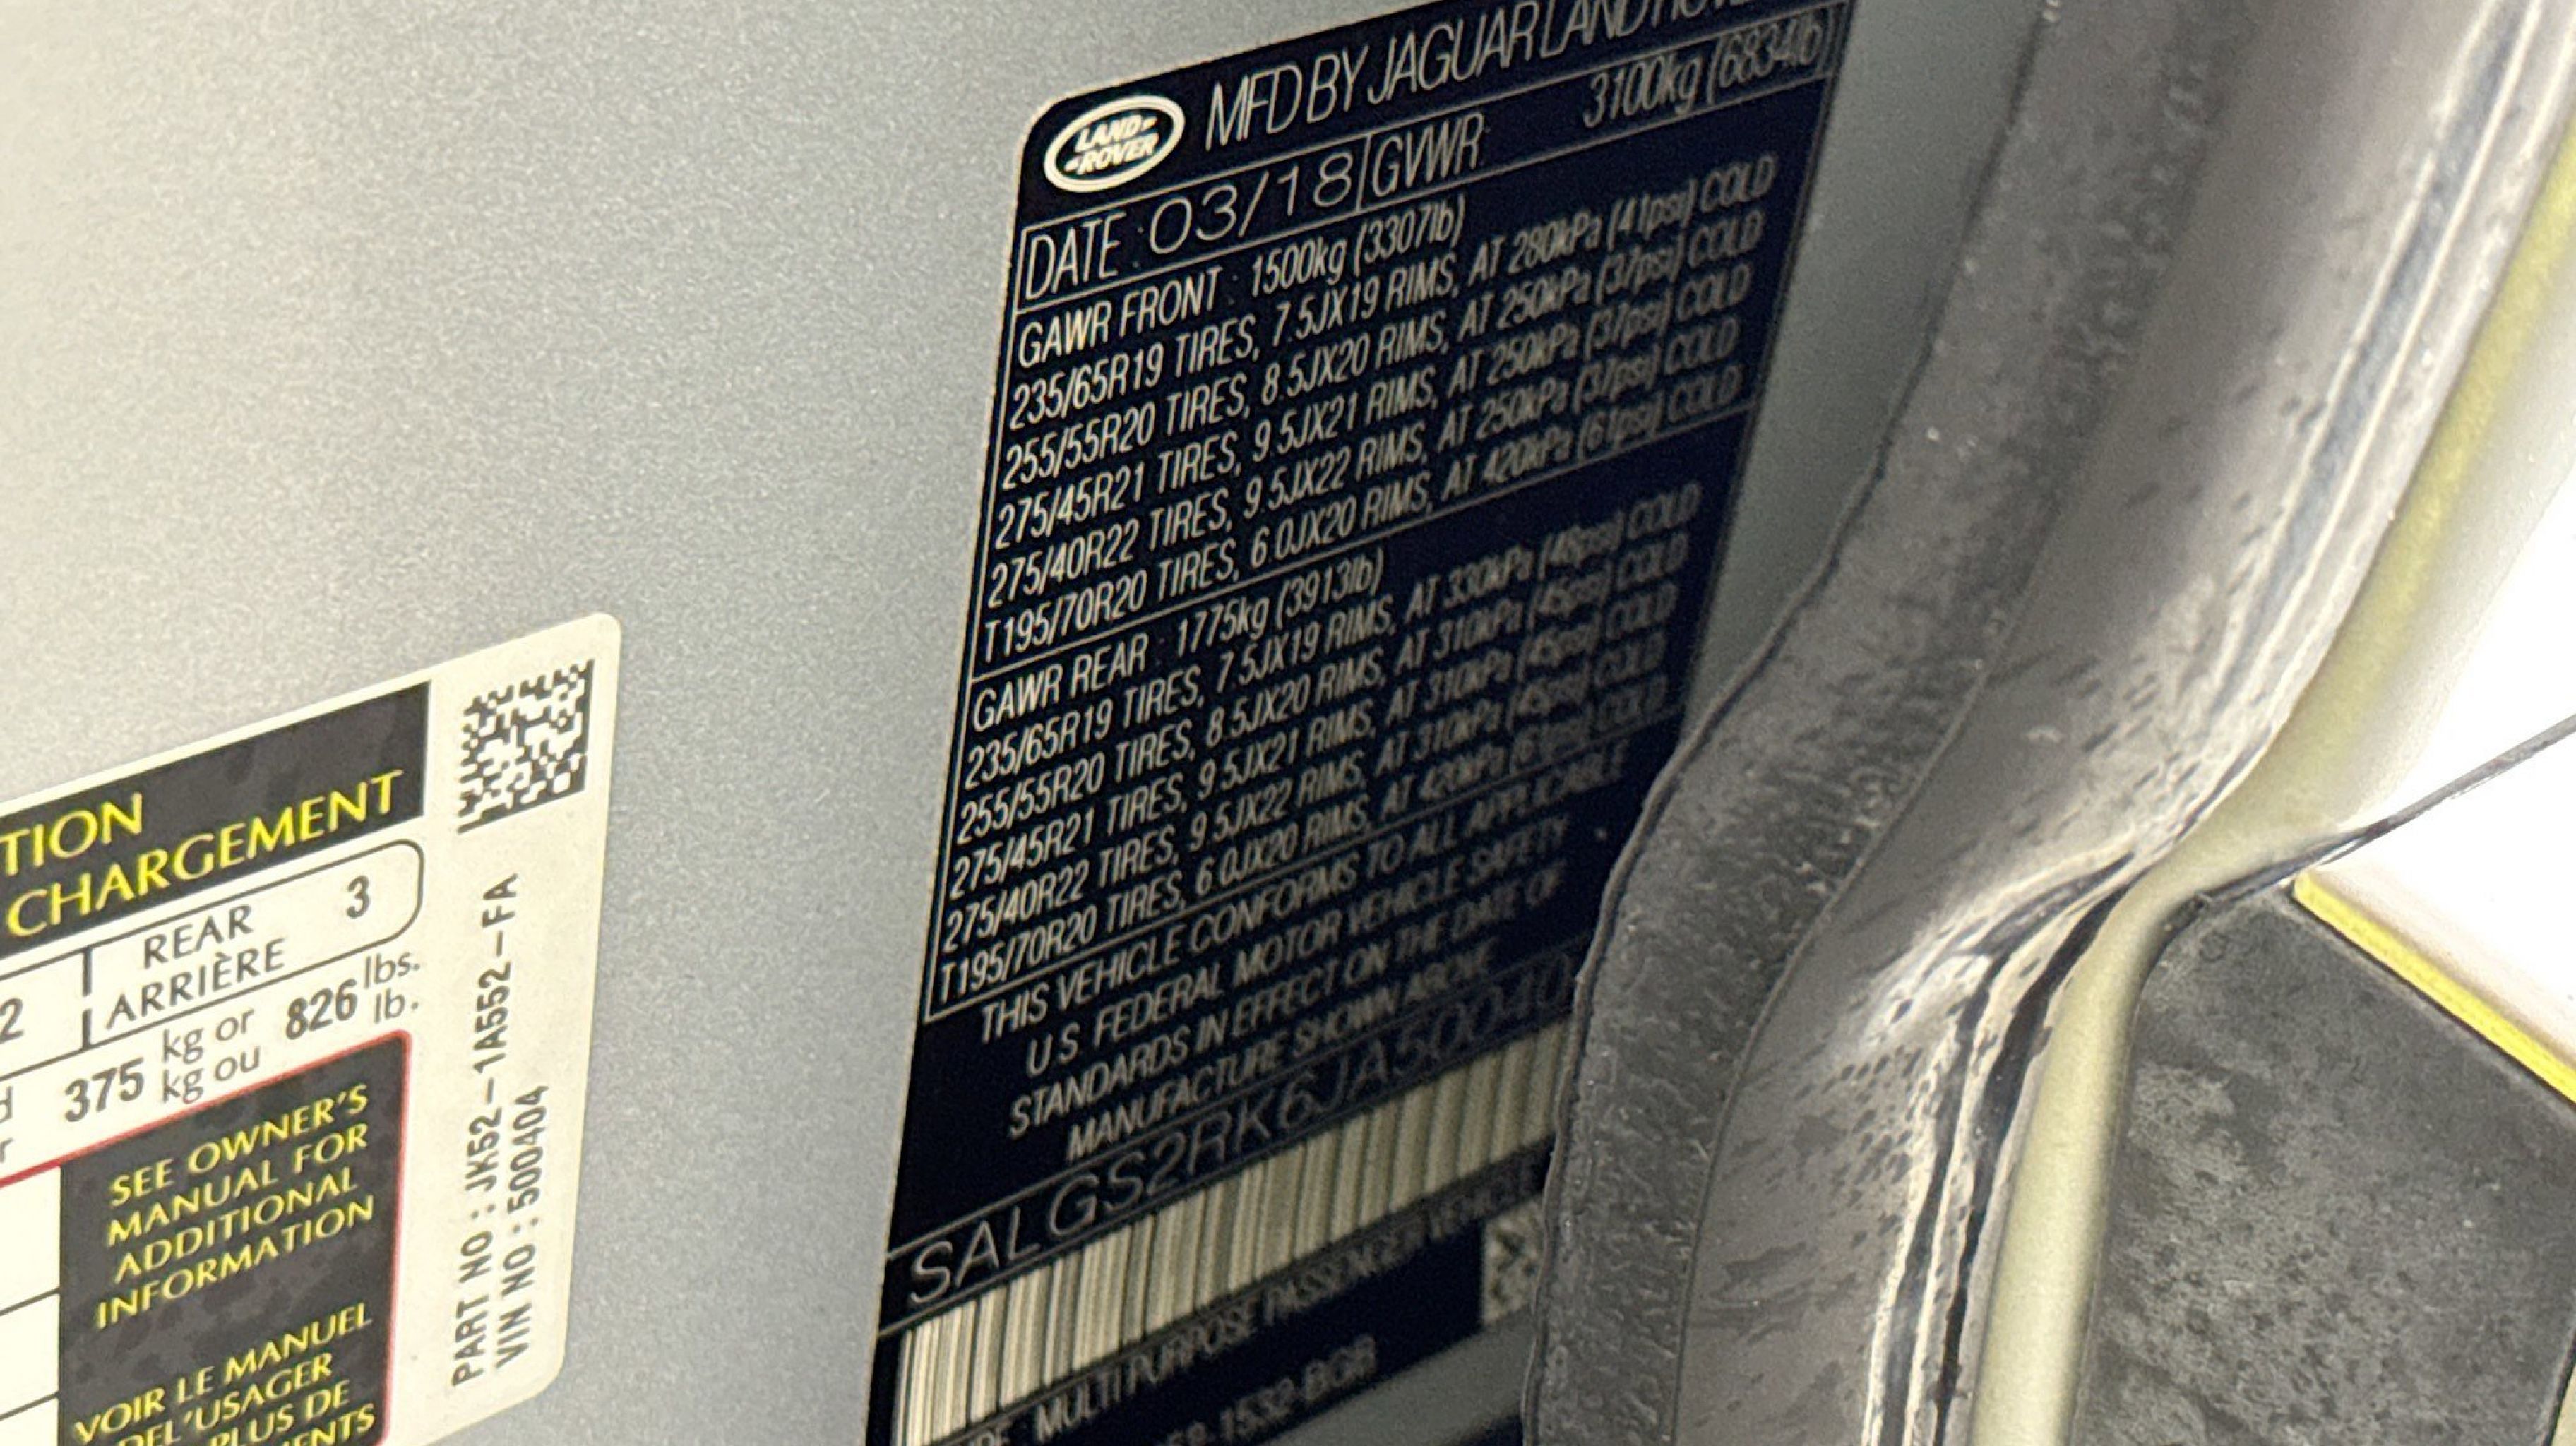 LAND-
-ROVER
MFD BY JAGUAR LAND
DATE : 03/18 GVWR: 3100kg (6834lb)
GAWR FRONT : 1500kg (3307lb)
235/65R19 TIRES, 7.5JX19 RIMS, AT 280kPa (41psi) COLD
255/55R20 TIRES, 8.5JX20 RIMS, AT 250kPa (37psi) COLD
275/45R21 TIRES, 9.5JX21 RIMS, AT 250kPa (37psi) COLD
275/40R22 TIRES, 9.5JX22 RIMS, AT 250kPa (37psi) COLD
T195/70R20 TIRES, 6.0JX20 RIMS, AT 420kPa (61psi) COLD
GAWR REAR : 1775kg (3913lb)
235/65R19 TIRES, 7.5JX19 RIMS, AT 330kPa (48psi) COLD
255/55R20 TIRES, 8.5JX20 RIMS, AT 310kPa (45psi) COLD
275/45R21 TIRES, 9.5JX21 RIMS, AT 310kPa (45psi) COLD
275/40R22 TIRES, 9.5JX22 RIMS, AT 310kPa (45psi) COLD
T195/70R20 TIRES, 6.0JX20 RIMS, AT 420kPa (61psi) COLD
THIS VEHICLE CONFORMS TO ALL APPLICABLE
U.S. FEDERAL MOTOR VEHICLE SAFETY
STANDARDS IN EFFECT ON THE DATE OF
MANUFACTURE SHOWN ABOVE.
SALGS2RK6JA50040
MULTIPURPOSE PASSENGER VEHICLE
TION
CHARGEMENT
2 REAR 3
ARRIÈRE
375 kg or 826 lbs.
kg ou lb.
SEE OWNER'S
MANUAL FOR
ADDITIONAL
INFORMATION
VOIR LE MANUEL
DEL'USAGER
PLUS DE
PART NO : JK52-1A552-FA
VIN NO : 500404